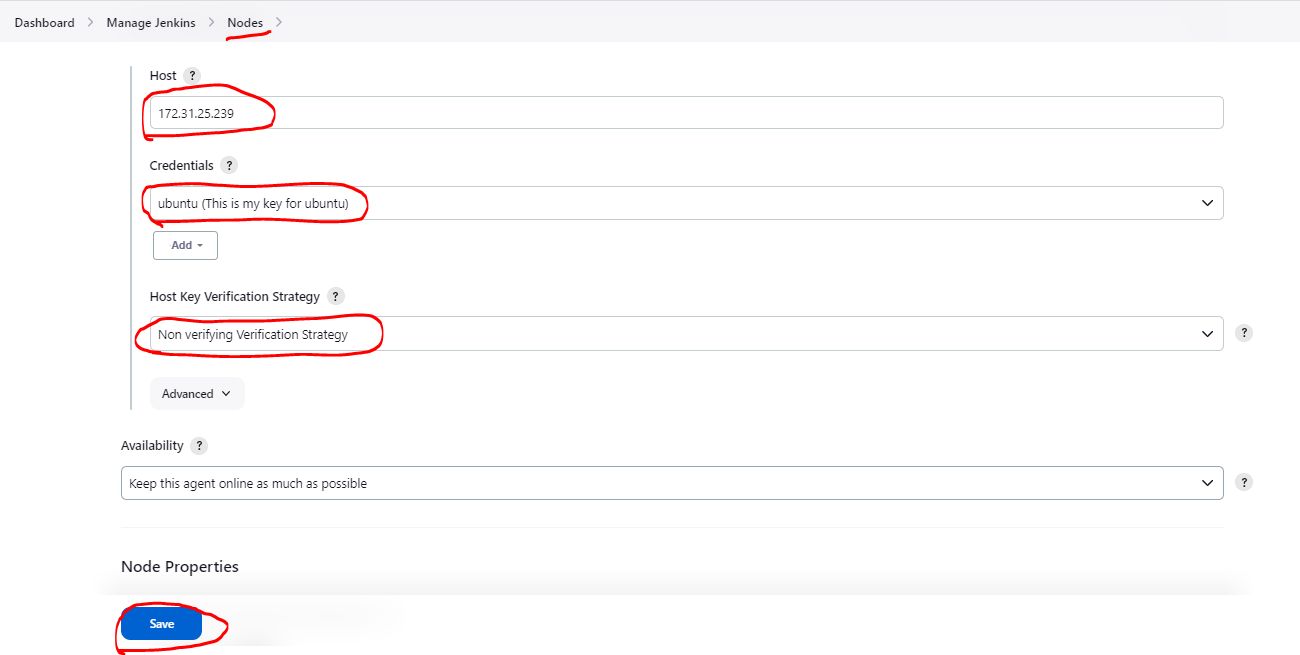 Dashboard > Manage Jenkins > Nodes >
Host ?
172.31.25.239
Credentials ?
ubuntu (This is my key for ubuntu)
Add
Host Key Verification Strategy ?
Non verifying Verification Strategy
?
Advanced
Availability ?
Keep this agent online as much as possible
?
Node Properties
Save